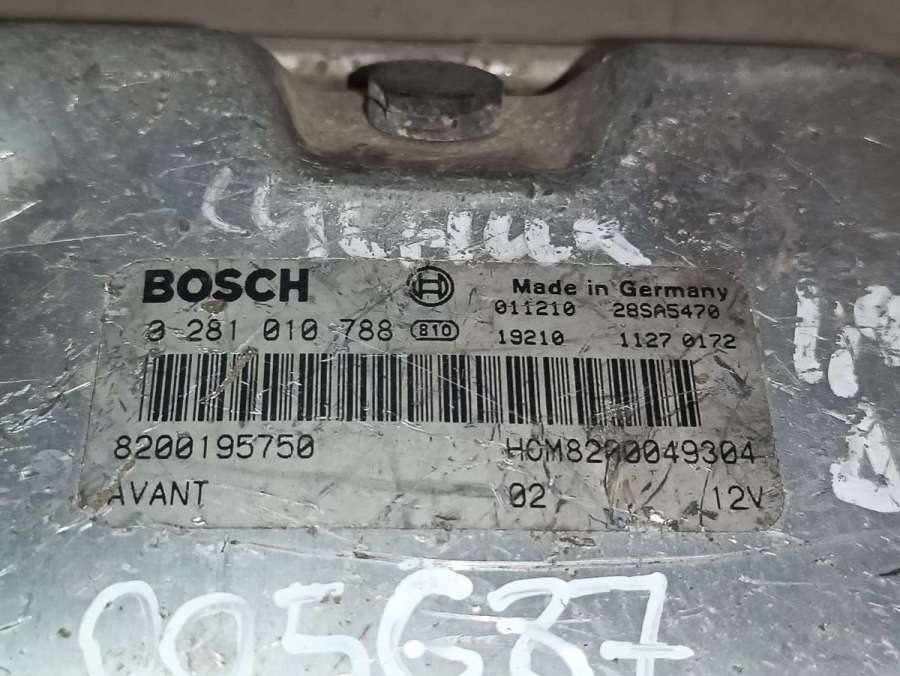 BOSCH
Made in Germany
011210 28SA5470
0 281 010 788 810
19210 1127 0172
8200195750 HOM8200049304
AVANT 02 12V
005687